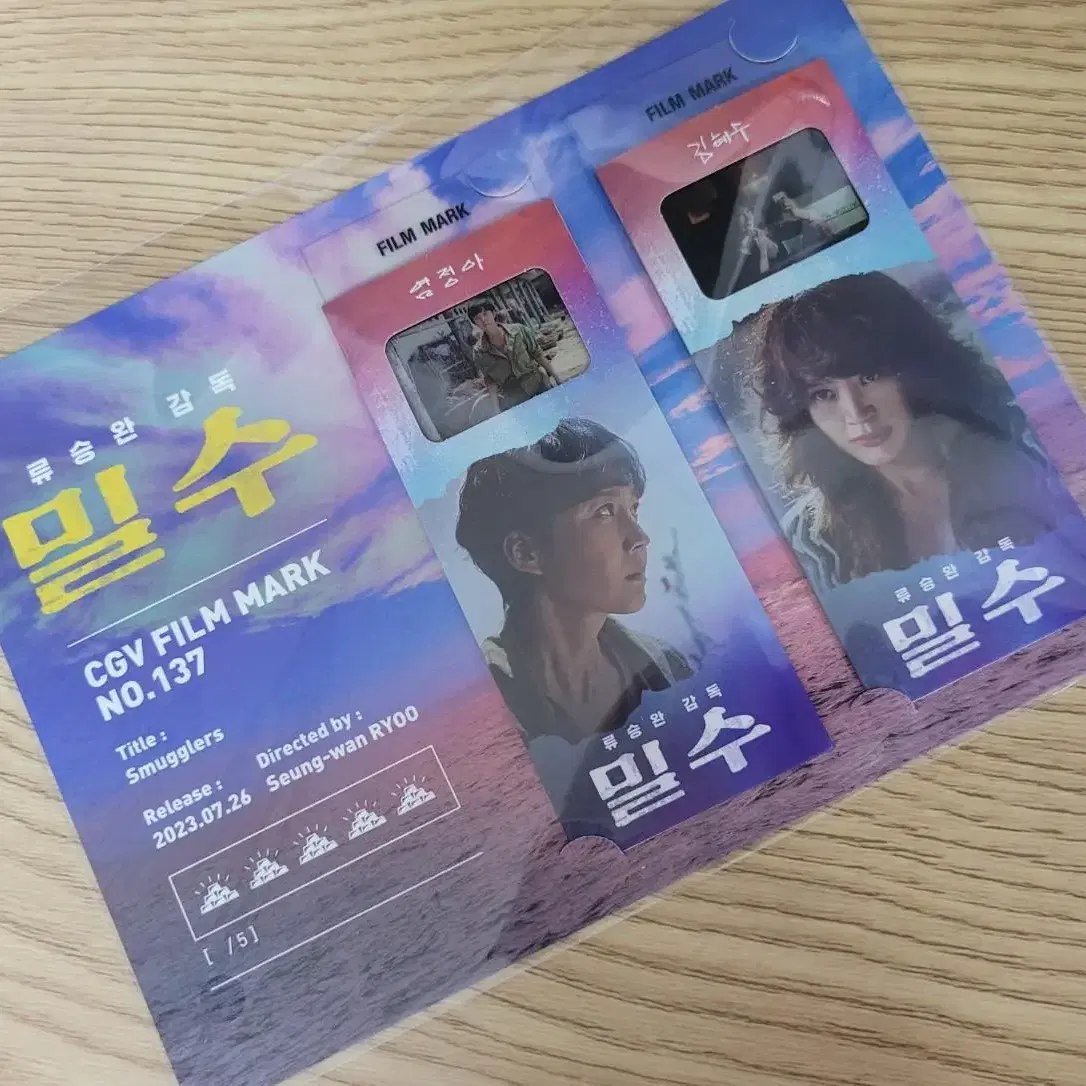 류승완 감독
밀수
CGV FILM MARK
NO.137
Title :
Smugglers
Directed by :
Seung-wan RYOO
Release :
2023.07.26
[ /5]
FILM MARK
염정아
류승완 감독
밀수
FILM MARK
김혜수
류승완 감독
밀수